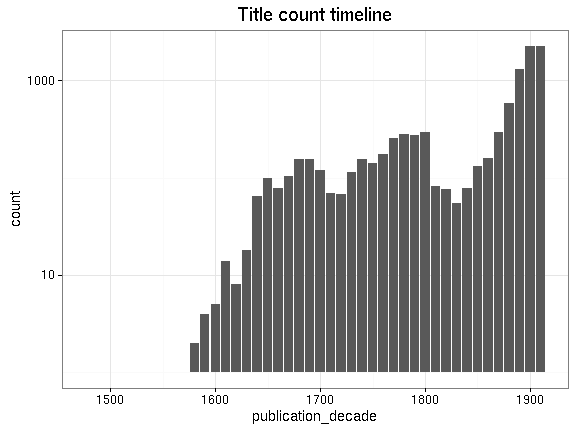 Title count timeline
1000
10
count
1500 1600 1700 1800 1900
publication_decade